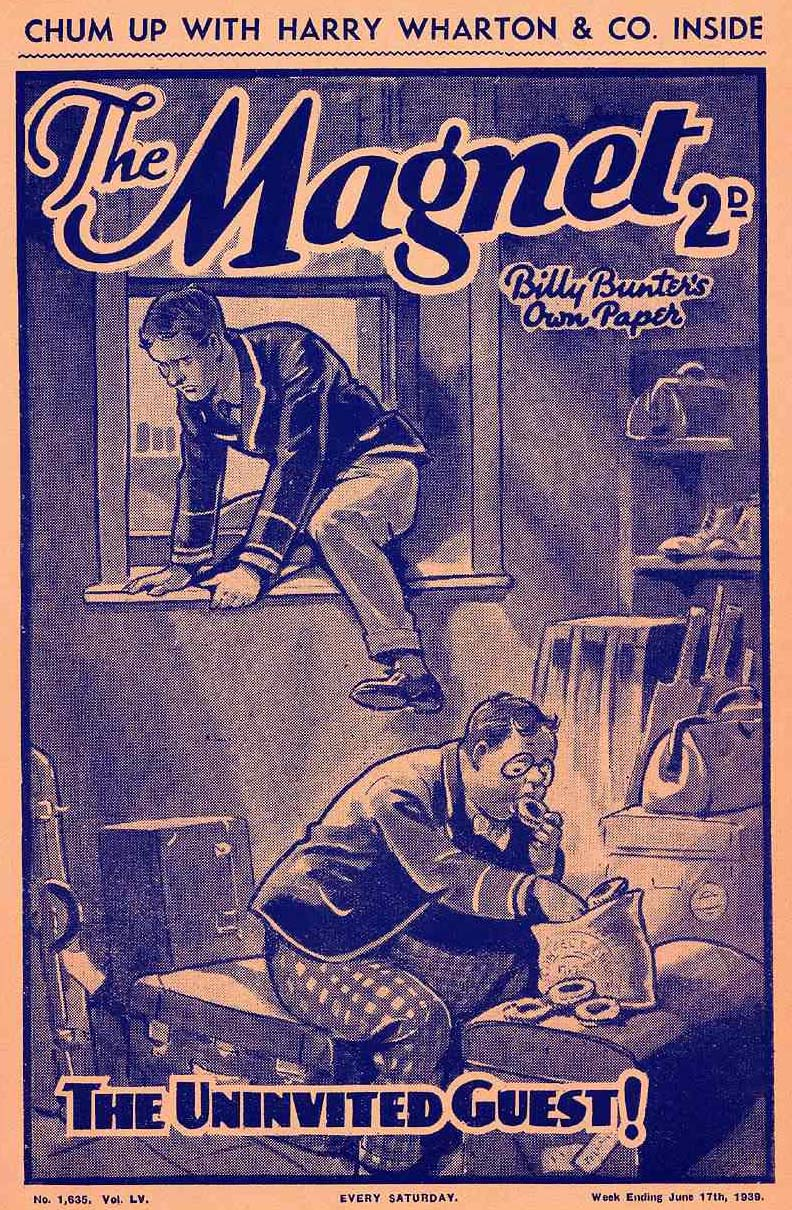 CHUM UP WITH HARRY WHARTON & CO. INSIDE
The Magnet 2D
Billy Bunter's
Own Paper
THE UNINVITED GUEST!
No. 1,635. Vol. LV. EVERY SATURDAY. Week Ending June 17th, 1939.